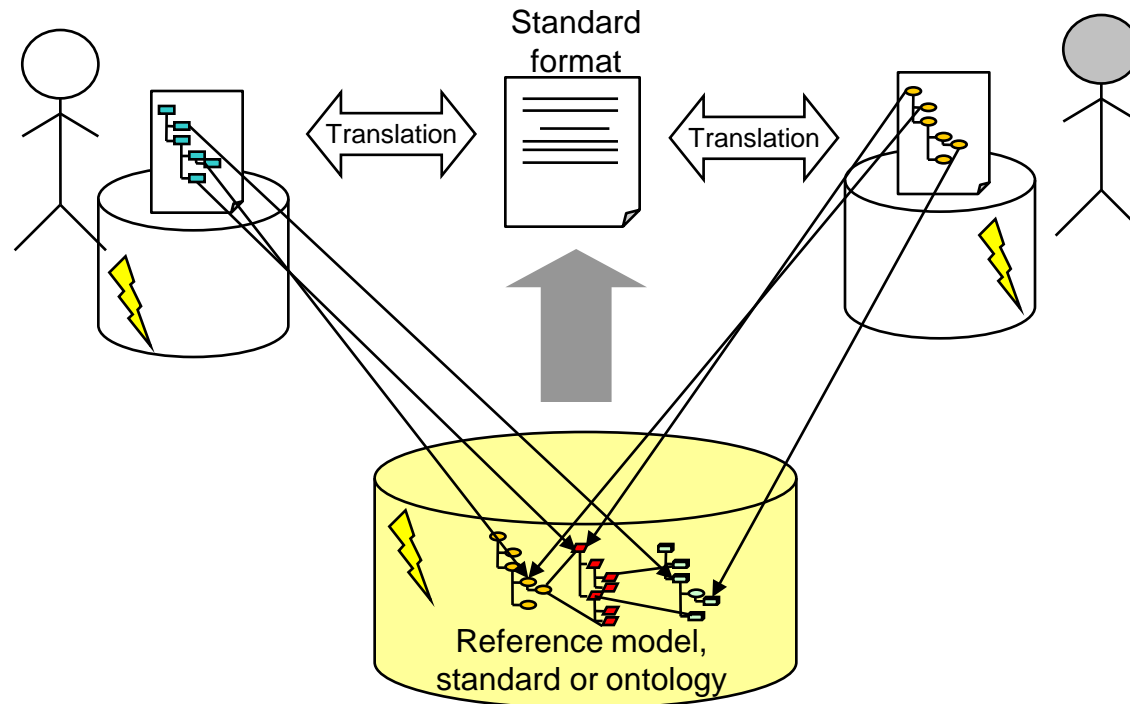 Standard
format
Translation
Translation
Reference model,
standard or ontology